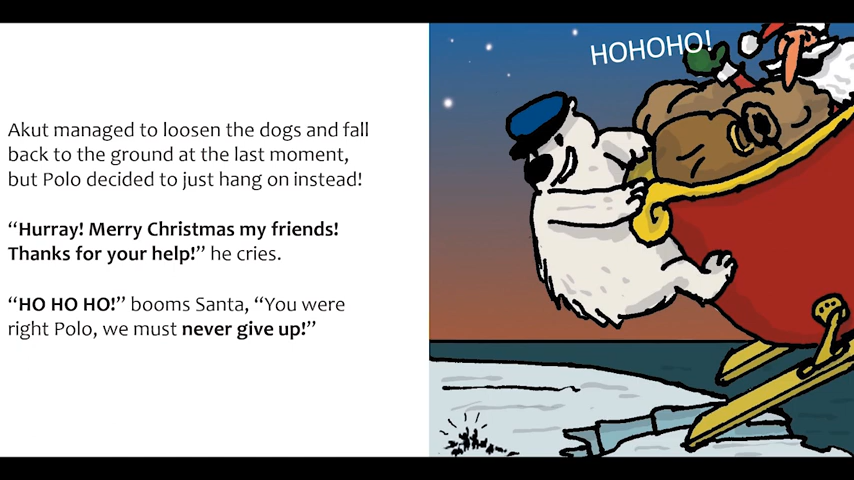 Akut managed to loosen the dogs and fall
back to the ground at the last moment,
but Polo decided to just hang on instead!
“Hurray! Merry Christmas my friends!
Thanks for your help!” he cries.
“HO HO HO!” booms Santa, “You were
right Polo, we must never give up!”
HOHOHO!